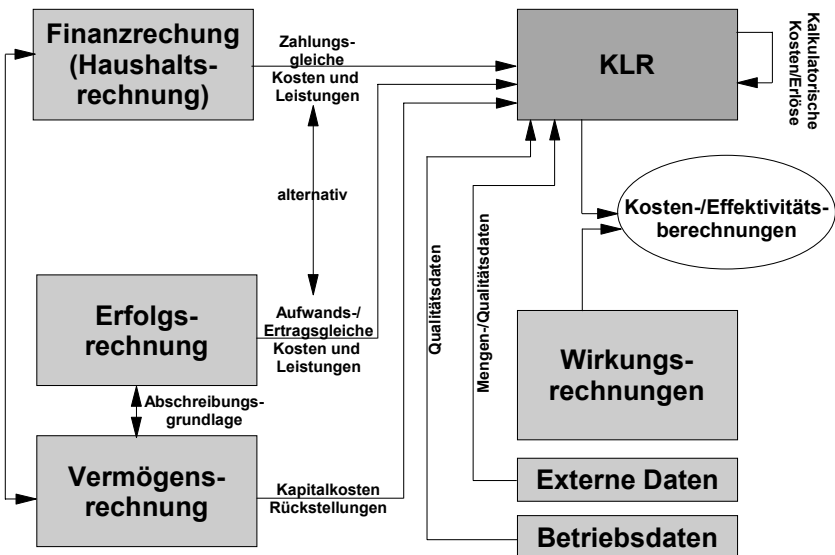 Finanzrechung
(Haushalts-
rechnung)
Zahlungs-
gleiche
Kosten und
Leistungen
KLR
Kalkulatorische
Kosten/Erlöse
alternativ
Kosten-/Effektivitäts-
berechnungen
Erfolgs-
rechnung
Aufwands-/
Ertragsgleiche
Kosten und
Leistungen
Qualitätsdaten
Mengen-/Qualitätsdaten
Wirkungs-
rechnungen
Abschreibungs-
grundlage
Vermögens-
rechnung
Kapitalkosten
Rückstellungen
Externe Daten
Betriebsdaten